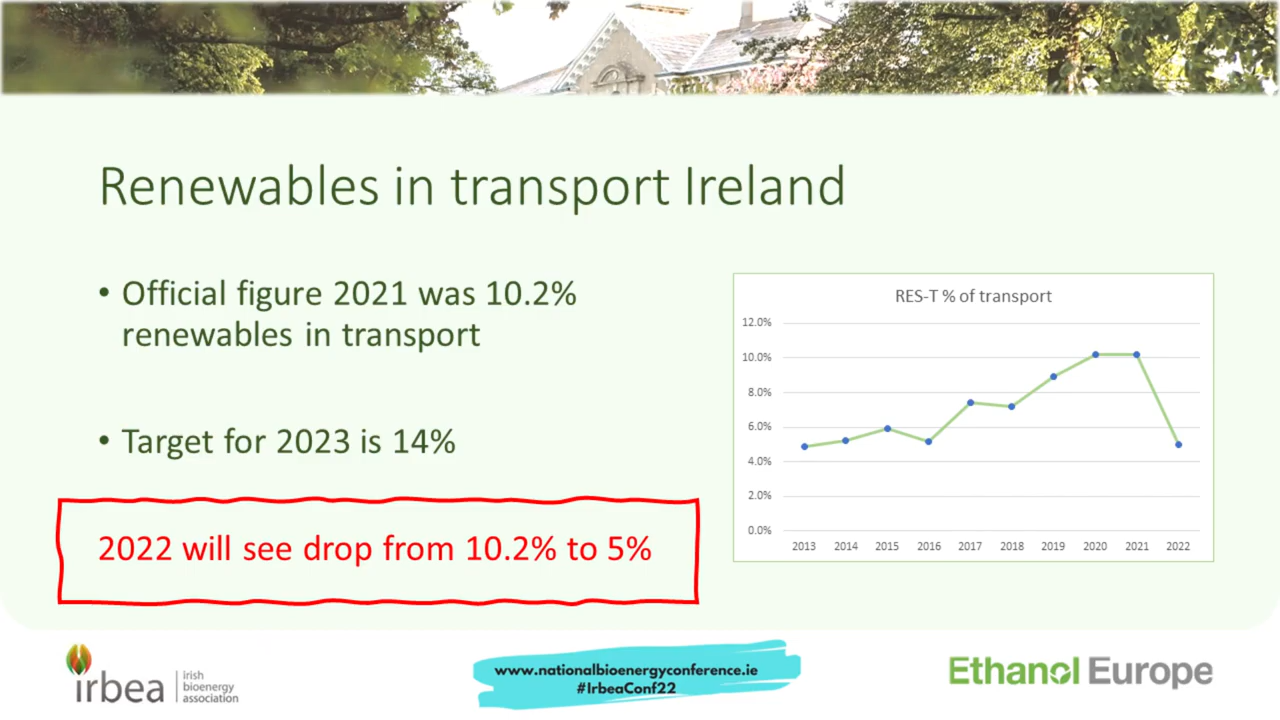 Renewables in transport Ireland
• Official figure 2021 was 10.2%
renewables in transport
• Target for 2023 is 14%
2022 will see drop from 10.2% to 5%
RES-T % of transport
12.0%
10.0%
8.0%
6.0%
4.0%
2.0%
0.0%
2013 2014 2015 2016 2017 2018 2019 2020 2021 2022
irbea
irish
bioenergy
association
www.nationalbioenergyconference.ie
#IrbeaConf22
Ethanol Europe